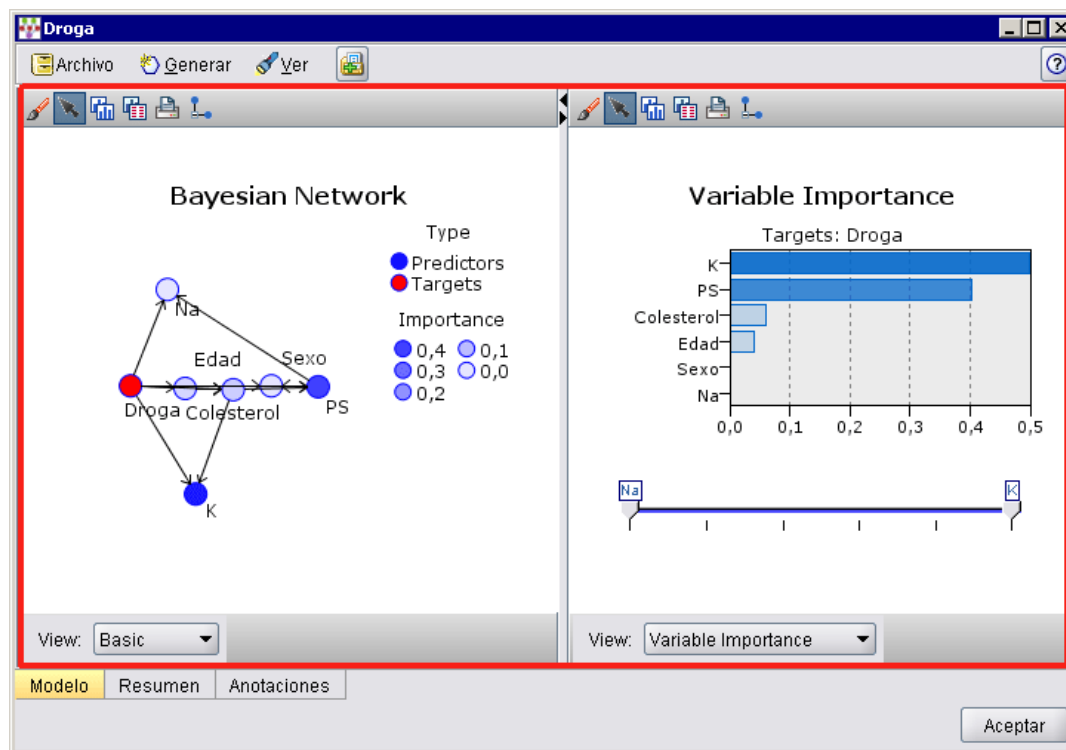 Droga
Archivo Generar Ver
Bayesian Network
Type
Predictors
Targets
Importance
0,4 0,1
0,3 0,0
0,2
Na
Edad Sexo
Droga Colesterol PS
K
View: Basic
Variable Importance
Targets: Droga
K
PS
Colesterol
Edad
Sexo
Na
0,0 0,1 0,2 0,3 0,4 0,5
Na K
View: Variable Importance
Modelo Resumen Anotaciones
Aceptar